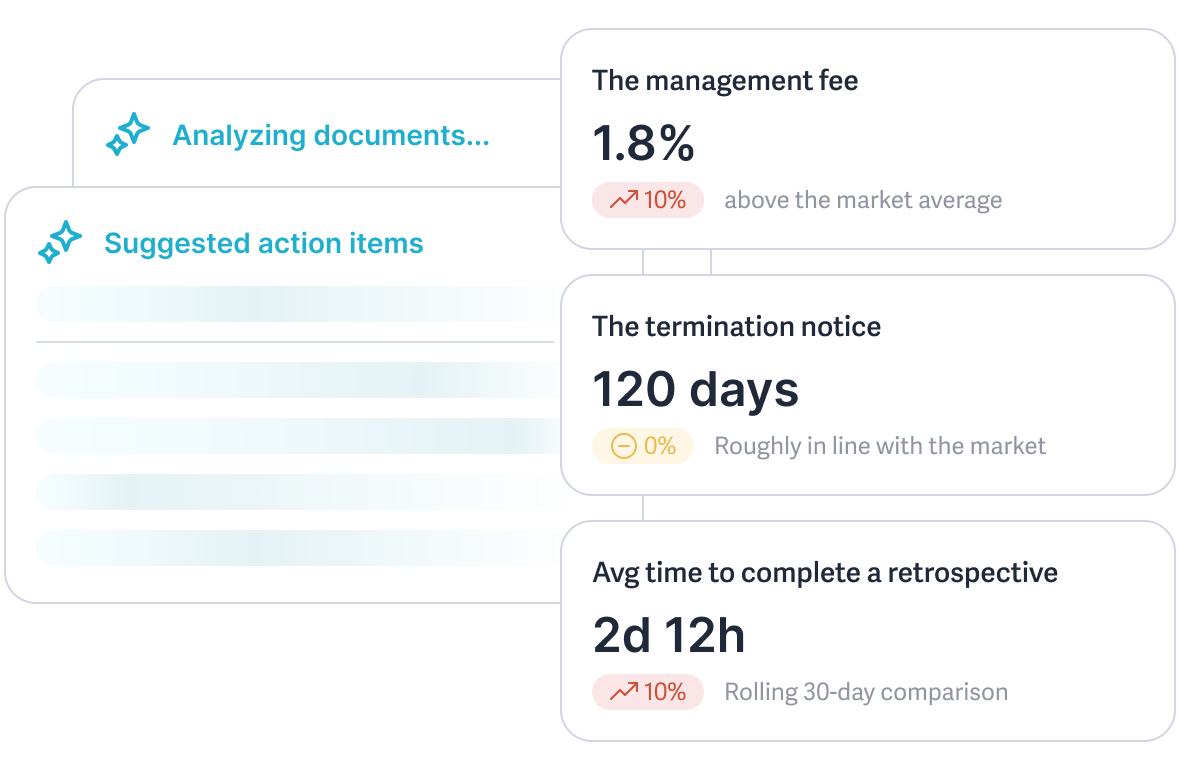 Analyzing documents...
Suggested action items
The management fee
1.8%
10% above the market average
The termination notice
120 days
0% Roughly in line with the market
Avg time to complete a retrospective
2d 12h
10% Rolling 30-day comparison